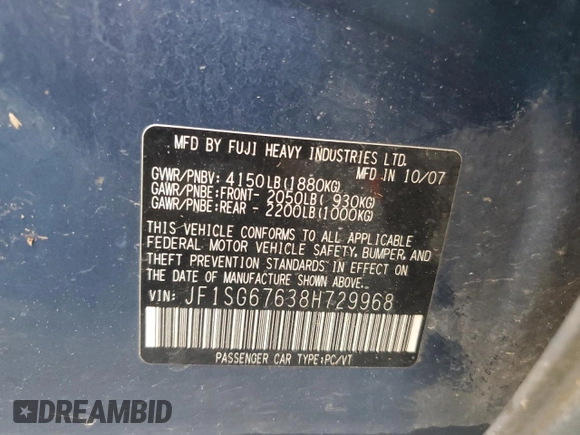 MFD BY FUJI HEAVY INDUSTRIES LTD.
MFD IN 10/07
GVWR/PNBV: 4150LB(1880KG)
GAWR/PNBE:FRONT- 2050LB( 930KG)
GAWR/PNBE:REAR - 2200LB(1000KG)
THIS VEHICLE CONFORMS TO ALL APPLICABLE
FEDERAL MOTOR VEHICLE SAFETY, BUMPER, AND
THEFT PREVENTION STANDARDS IN EFFECT ON
THE DATE OF MANUFACTURE SHOWN ABOVE.
VIN: JF1SG67638H729968
PASSENGER CAR TYPE:PC/VT
DREAMBID